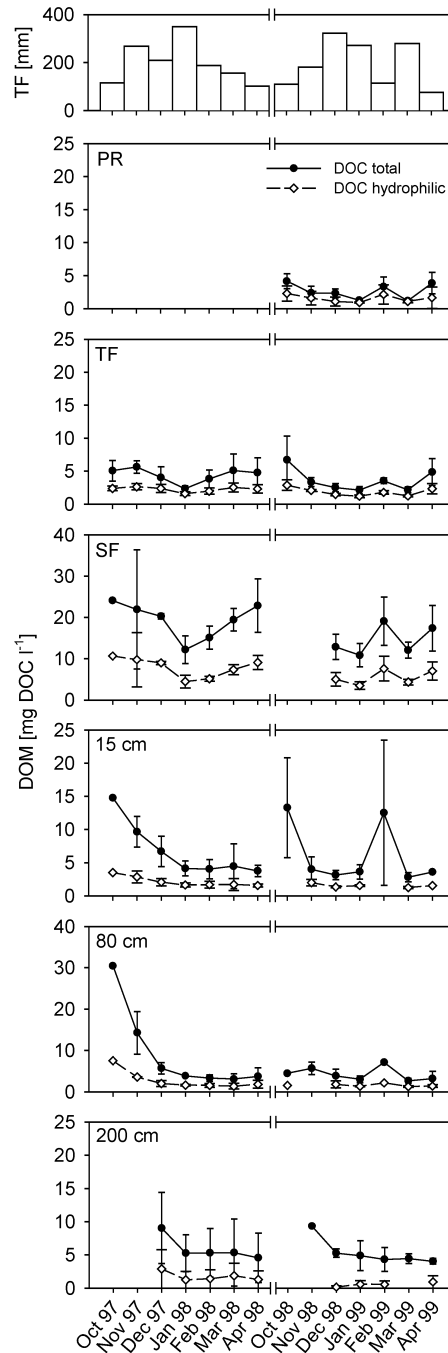 TF [mm]
400
200
0
PR
25
20
15
10
5
0
DOC total
DOC hydrophilic
TF
25
20
15
10
5
0
SF
40
30
20
10
0
DOM [mg DOC l⁻¹]
15 cm
25
20
15
10
5
0
80 cm
40
30
20
10
0
200 cm
25
20
15
10
5
0
Oct 97
Nov 97
Dec 97
Jan 98
Feb 98
Mar 98
Apr 98
Oct 98
Nov 98
Dec 98
Jan 99
Feb 99
Mar 99
Apr 99